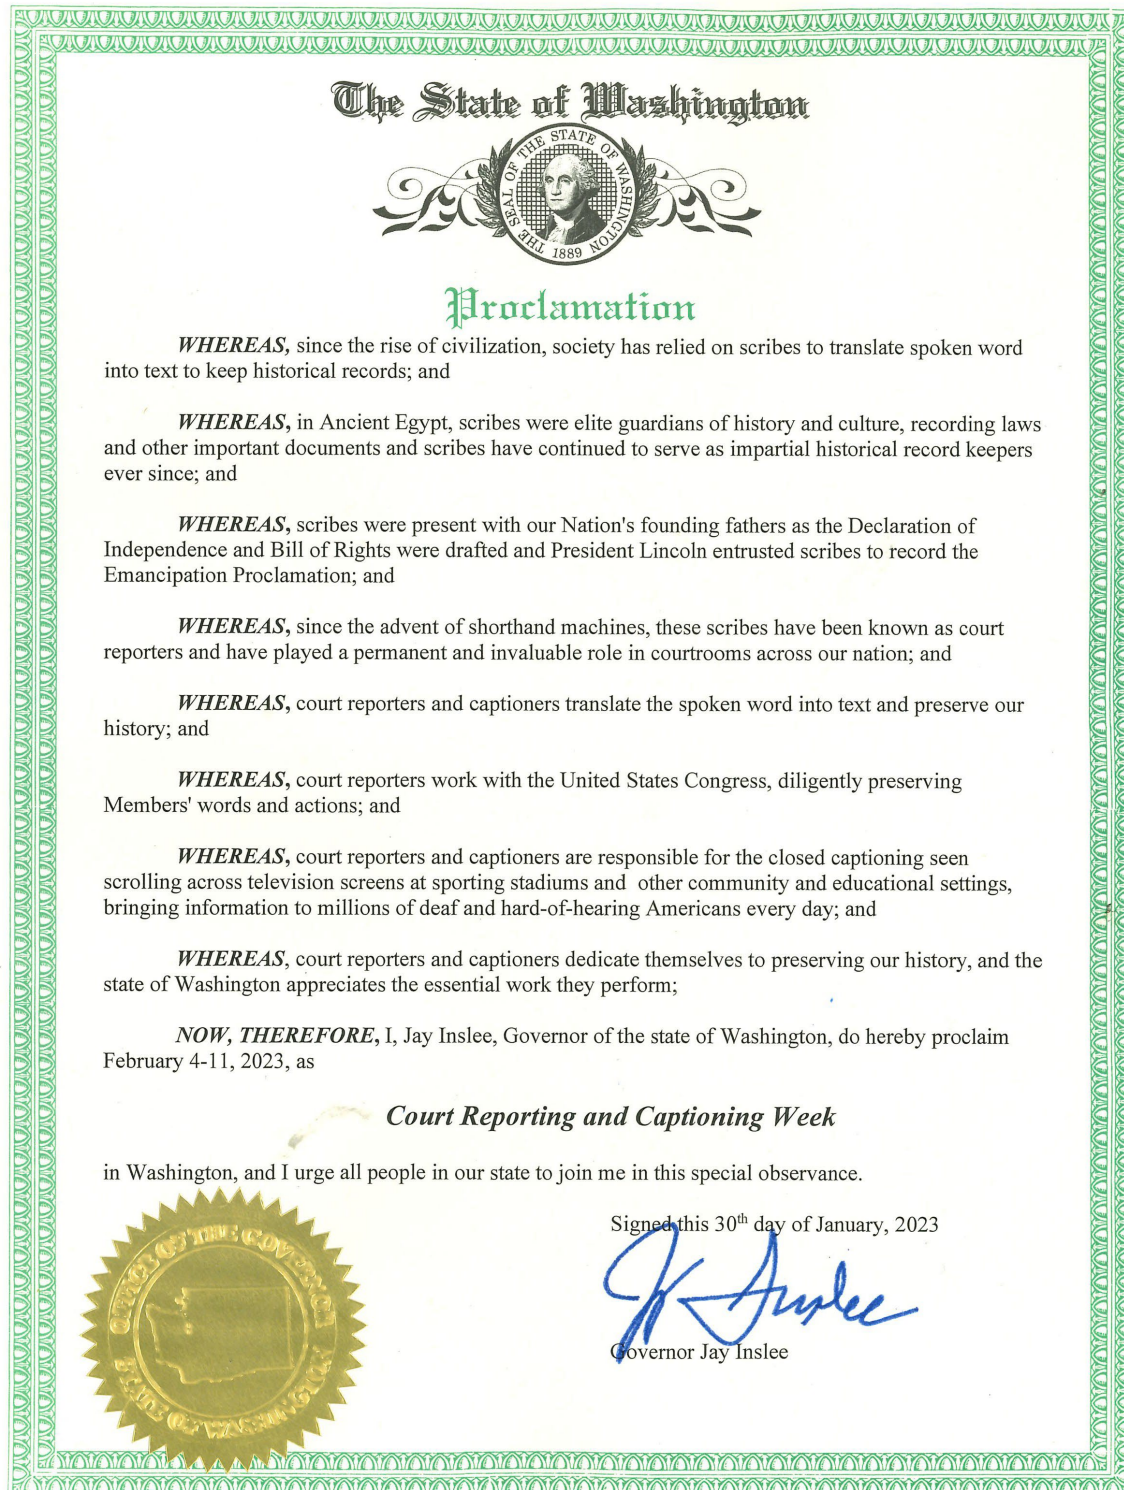 The State of Washington
THE SEAL OF THE STATE OF WASHINGTON
1889
Proclamation
WHEREAS, since the rise of civilization, society has relied on scribes to translate spoken word
into text to keep historical records; and
WHEREAS, in Ancient Egypt, scribes were elite guardians of history and culture, recording laws
and other important documents and scribes have continued to serve as impartial historical record keepers
ever since; and
WHEREAS, scribes were present with our Nation's founding fathers as the Declaration of
Independence and Bill of Rights were drafted and President Lincoln entrusted scribes to record the
Emancipation Proclamation; and
WHEREAS, since the advent of shorthand machines, these scribes have been known as court
reporters and have played a permanent and invaluable role in courtrooms across our nation; and
WHEREAS, court reporters and captioners translate the spoken word into text and preserve our
history; and
WHEREAS, court reporters work with the United States Congress, diligently preserving
Members' words and actions; and
WHEREAS, court reporters and captioners are responsible for the closed captioning seen
scrolling across television screens at sporting stadiums and other community and educational settings,
bringing information to millions of deaf and hard-of-hearing Americans every day; and
WHEREAS, court reporters and captioners dedicate themselves to preserving our history, and the
state of Washington appreciates the essential work they perform;
NOW, THEREFORE, I, Jay Inslee, Governor of the state of Washington, do hereby proclaim
February 4-11, 2023, as
Court Reporting and Captioning Week
in Washington, and I urge all people in our state to join me in this special observance.
Signed this 30th day of January, 2023
Jay Inslee
Governor Jay Inslee
OFFICE OF THE GOVERNOR
STATE OF WASHINGTON